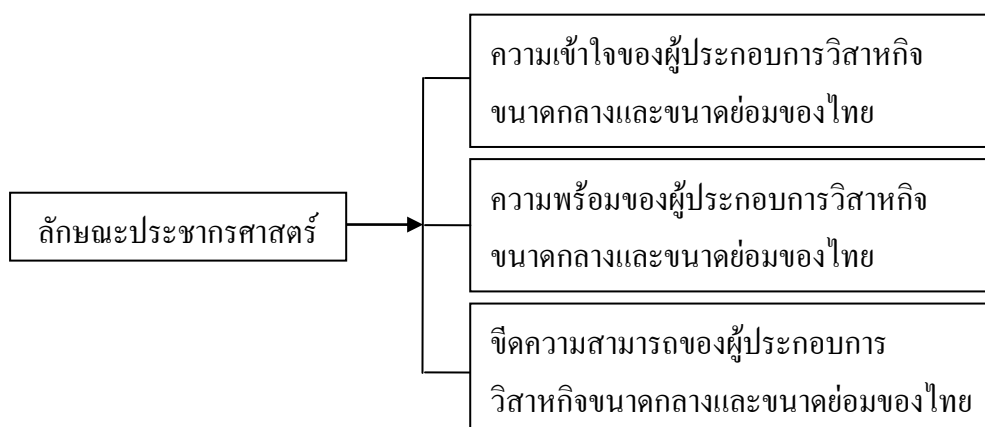 ความเข้าใจของผู้ประกอบการวิสาหกิจ
ขนาดกลางและขนาดย่อมของไทย
ลักษณะประชากรศาสตร์
ความพร้อมของผู้ประกอบการวิสาหกิจ
ขนาดกลางและขนาดย่อมของไทย
ขีดความสามารถของผู้ประกอบการ
วิสาหกิจขนาดกลางและขนาดย่อมของไทย